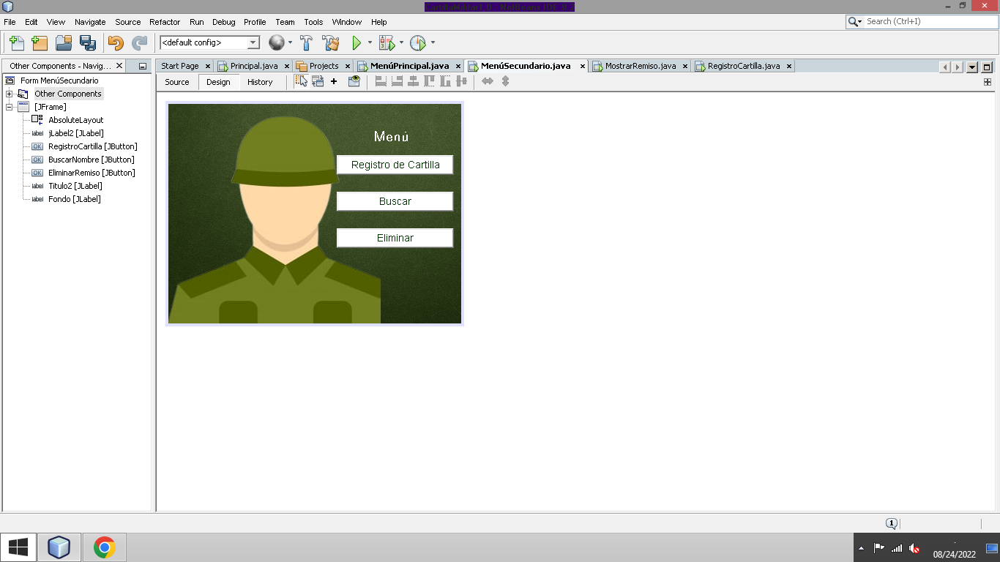 CartillaMilitar1.0 - NetBeans IDE 8.2
File Edit View Navigate Source Refactor Run Debug Profile Team Tools Window Help
Search (Ctrl+I)
<default config>
Other Components - Navig...
Start Page Principal.java Projects MenúPrincipal.java MenúSecundario.java MostrarRemiso.java RegistroCartilla.java
Source Design History
Form MenúSecundario
Other Components
[JFrame]
AbsoluteLayout
label jLabel2 [JLabel]
OK RegistroCartilla [JButton]
OK BuscarNombre [JButton]
OK EliminarRemiso [JButton]
label Titulo2 [JLabel]
label Fondo [JLabel]
Menú
Registro de Cartilla
Buscar
Eliminar
1
08/24/2022